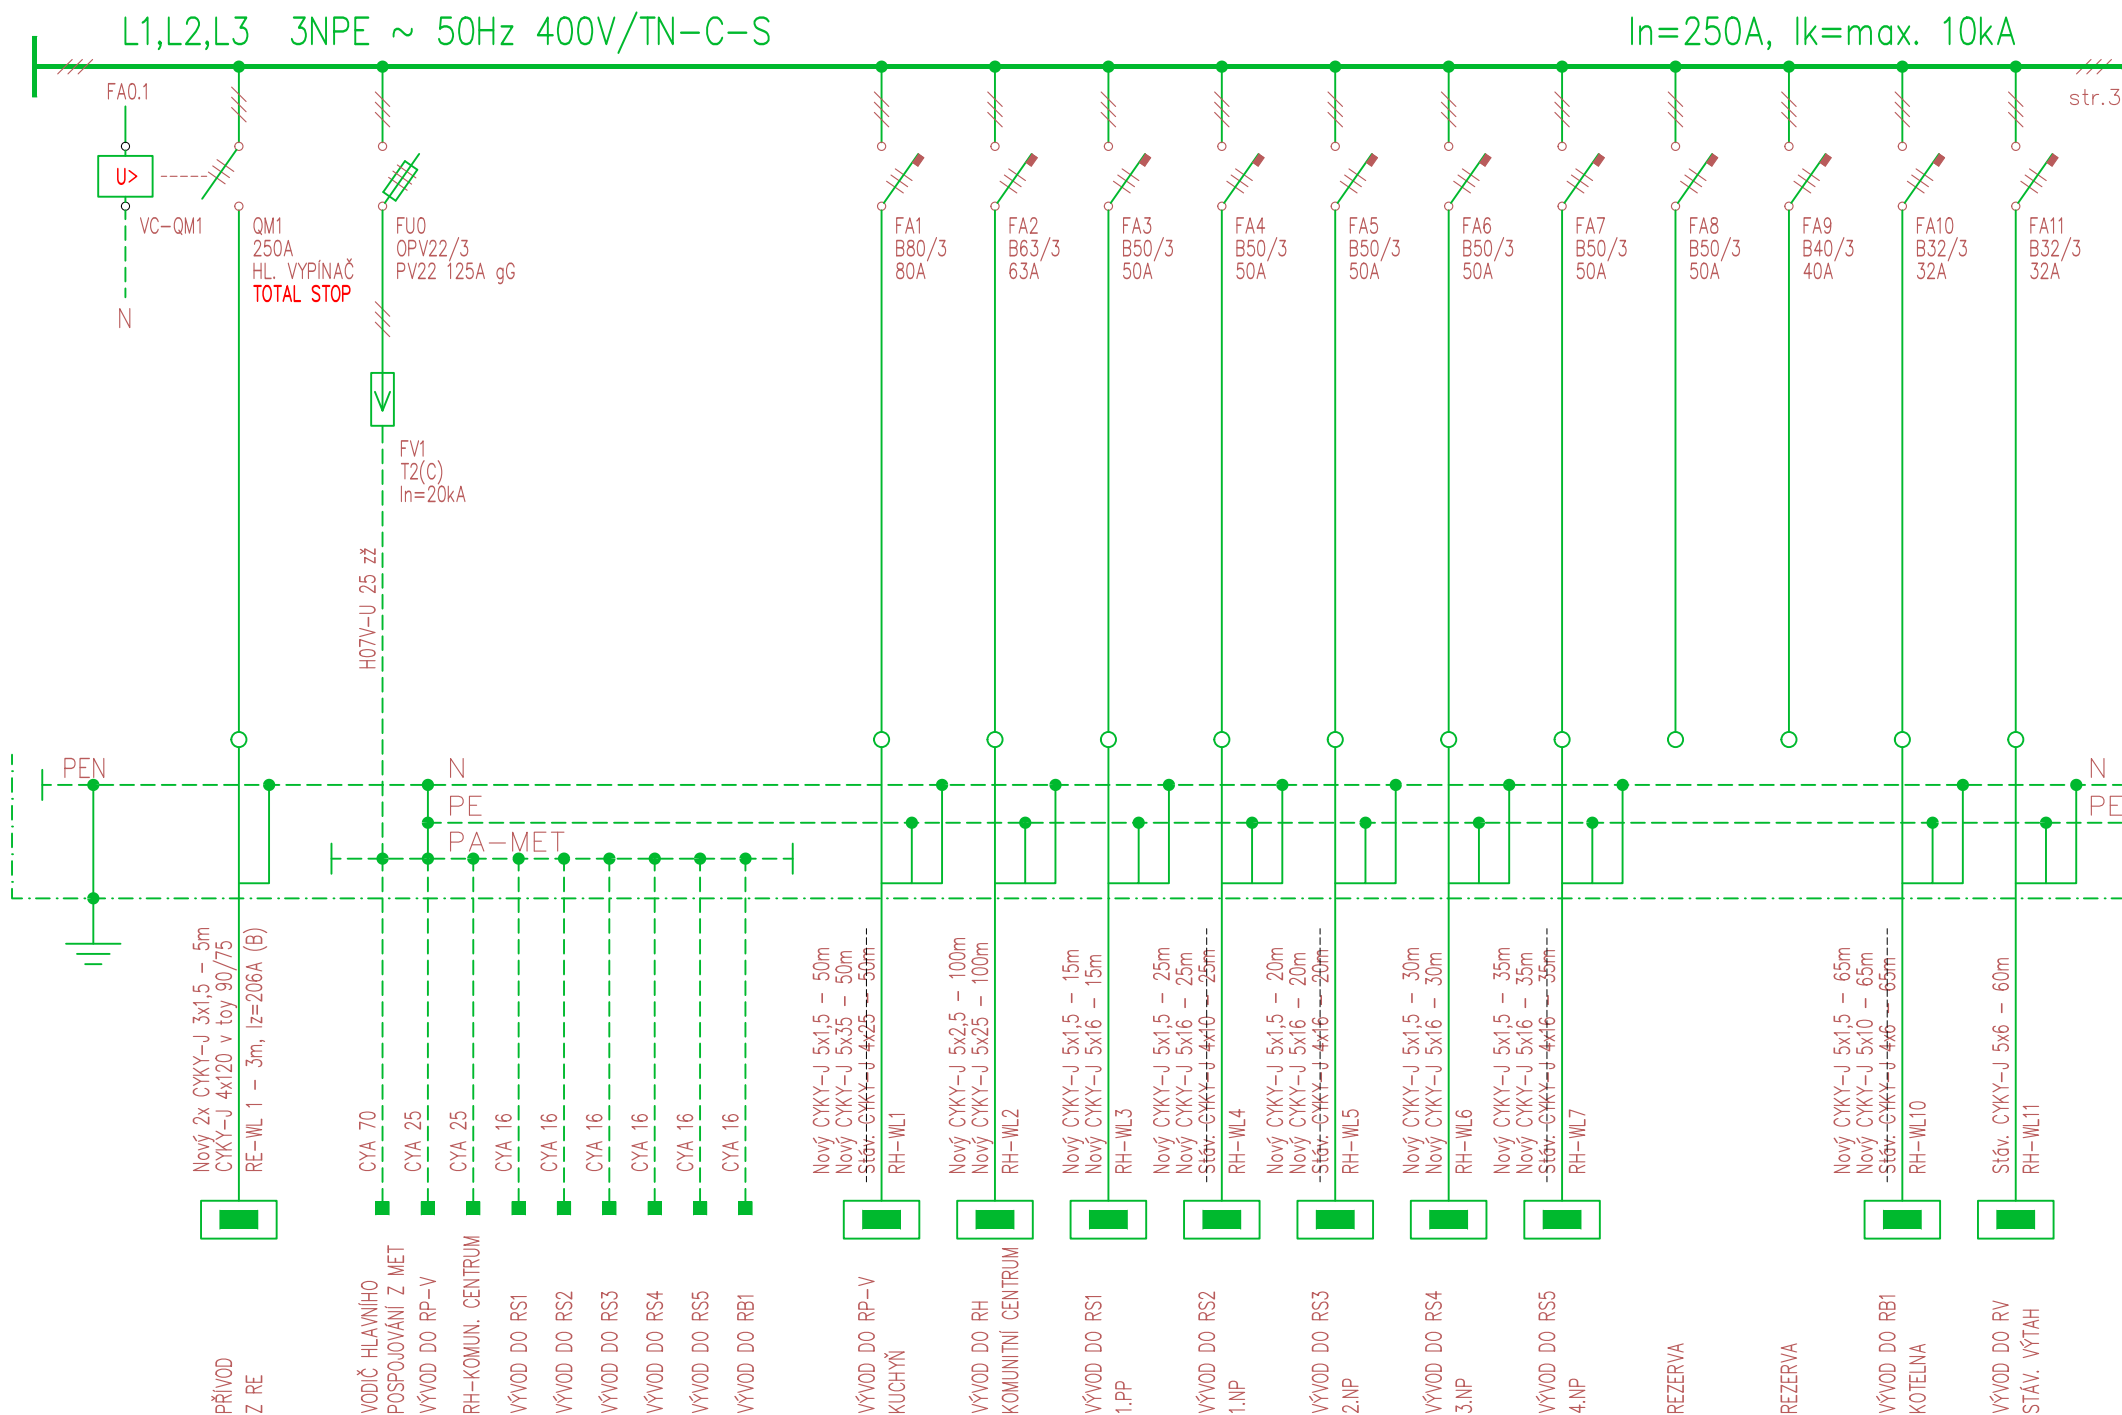 L1,L2,L3 3NPE ~ 50Hz 400V/TN-C-S
In=250A, Ik=max. 10kA
str.3
FA0.1
U>
VC-QM1
N
QM1
250A
HL. VYPÍNAČ
TOTAL STOP
FU0
OPV22/3
PV22 125A gG
FA1
B80/3
80A
FA2
B63/3
63A
FA3
B50/3
50A
FA4
B50/3
50A
FA5
B50/3
50A
FA6
B50/3
50A
FA7
B50/3
50A
FA8
B50/3
50A
FA9
B40/3
40A
FA10
B32/3
32A
FA11
B32/3
32A
FV1
T2(C)
In=20kA
H07V-U 25 zž
PEN
N
PE
PA-MET
N
PE
Nový 2x CYKY-J 3x1,5 - 5m
CYKY-J 4x120 v toy 90/75
RE-WL 1 - 3m, Iz=206A (B)
CYA 70
CYA 25
CYA 25
CYA 16
CYA 16
CYA 16
CYA 16
CYA 16
CYA 16
Nový CYKY-J 5x1,5 - 50m
Nový CYKY-J 5x35 - 50m
Stáv. CYKY-J 4x25 - 50m
RH-WL1
Nový CYKY-J 5x2,5 - 100m
Nový CYKY-J 5x25 - 100m
RH-WL2
Nový CYKY-J 5x1,5 - 15m
Nový CYKY-J 5x16 - 15m
RH-WL3
Nový CYKY-J 5x1,5 - 25m
Nový CYKY-J 5x16 - 25m
Stáv. CYKY-J 4x10 - 25m
RH-WL4
Nový CYKY-J 5x1,5 - 20m
Nový CYKY-J 5x16 - 20m
Stáv. CYKY-J 4x16 - 20m
RH-WL5
Nový CYKY-J 5x1,5 - 30m
Nový CYKY-J 5x16 - 30m
RH-WL6
Nový CYKY-J 5x1,5 - 35m
Nový CYKY-J 5x16 - 35m
Stáv. CYKY-J 4x16 - 35m
RH-WL7
Nový CYKY-J 5x1,5 - 65m
Nový CYKY-J 5x10 - 65m
Stáv. CYKY-J 4x6 - 65m
RH-WL10
Stáv. CYKY-J 5x6 - 60m
RH-WL11
PŘÍVOD
Z RE
VODIČ HLAVNÍHO
POSPOJOVÁNÍ Z MET
VÝVOD DO RP-V
RH-KOMUN. CENTRUM
VÝVOD DO RS1
VÝVOD DO RS2
VÝVOD DO RS3
VÝVOD DO RS4
VÝVOD DO RS5
VÝVOD DO RB1
VÝVOD DO RP-V
KUCHYŇ
VÝVOD DO RH
KOMUNITNÍ CENTRUM
VÝVOD DO RS1
1.PP
VÝVOD DO RS2
1.NP
VÝVOD DO RS3
2.NP
VÝVOD DO RS4
3.NP
VÝVOD DO RS5
4.NP
REZERVA
REZERVA
VÝVOD DO RB1
KOTELNA
VÝVOD DO RV
STÁV. VÝTAH